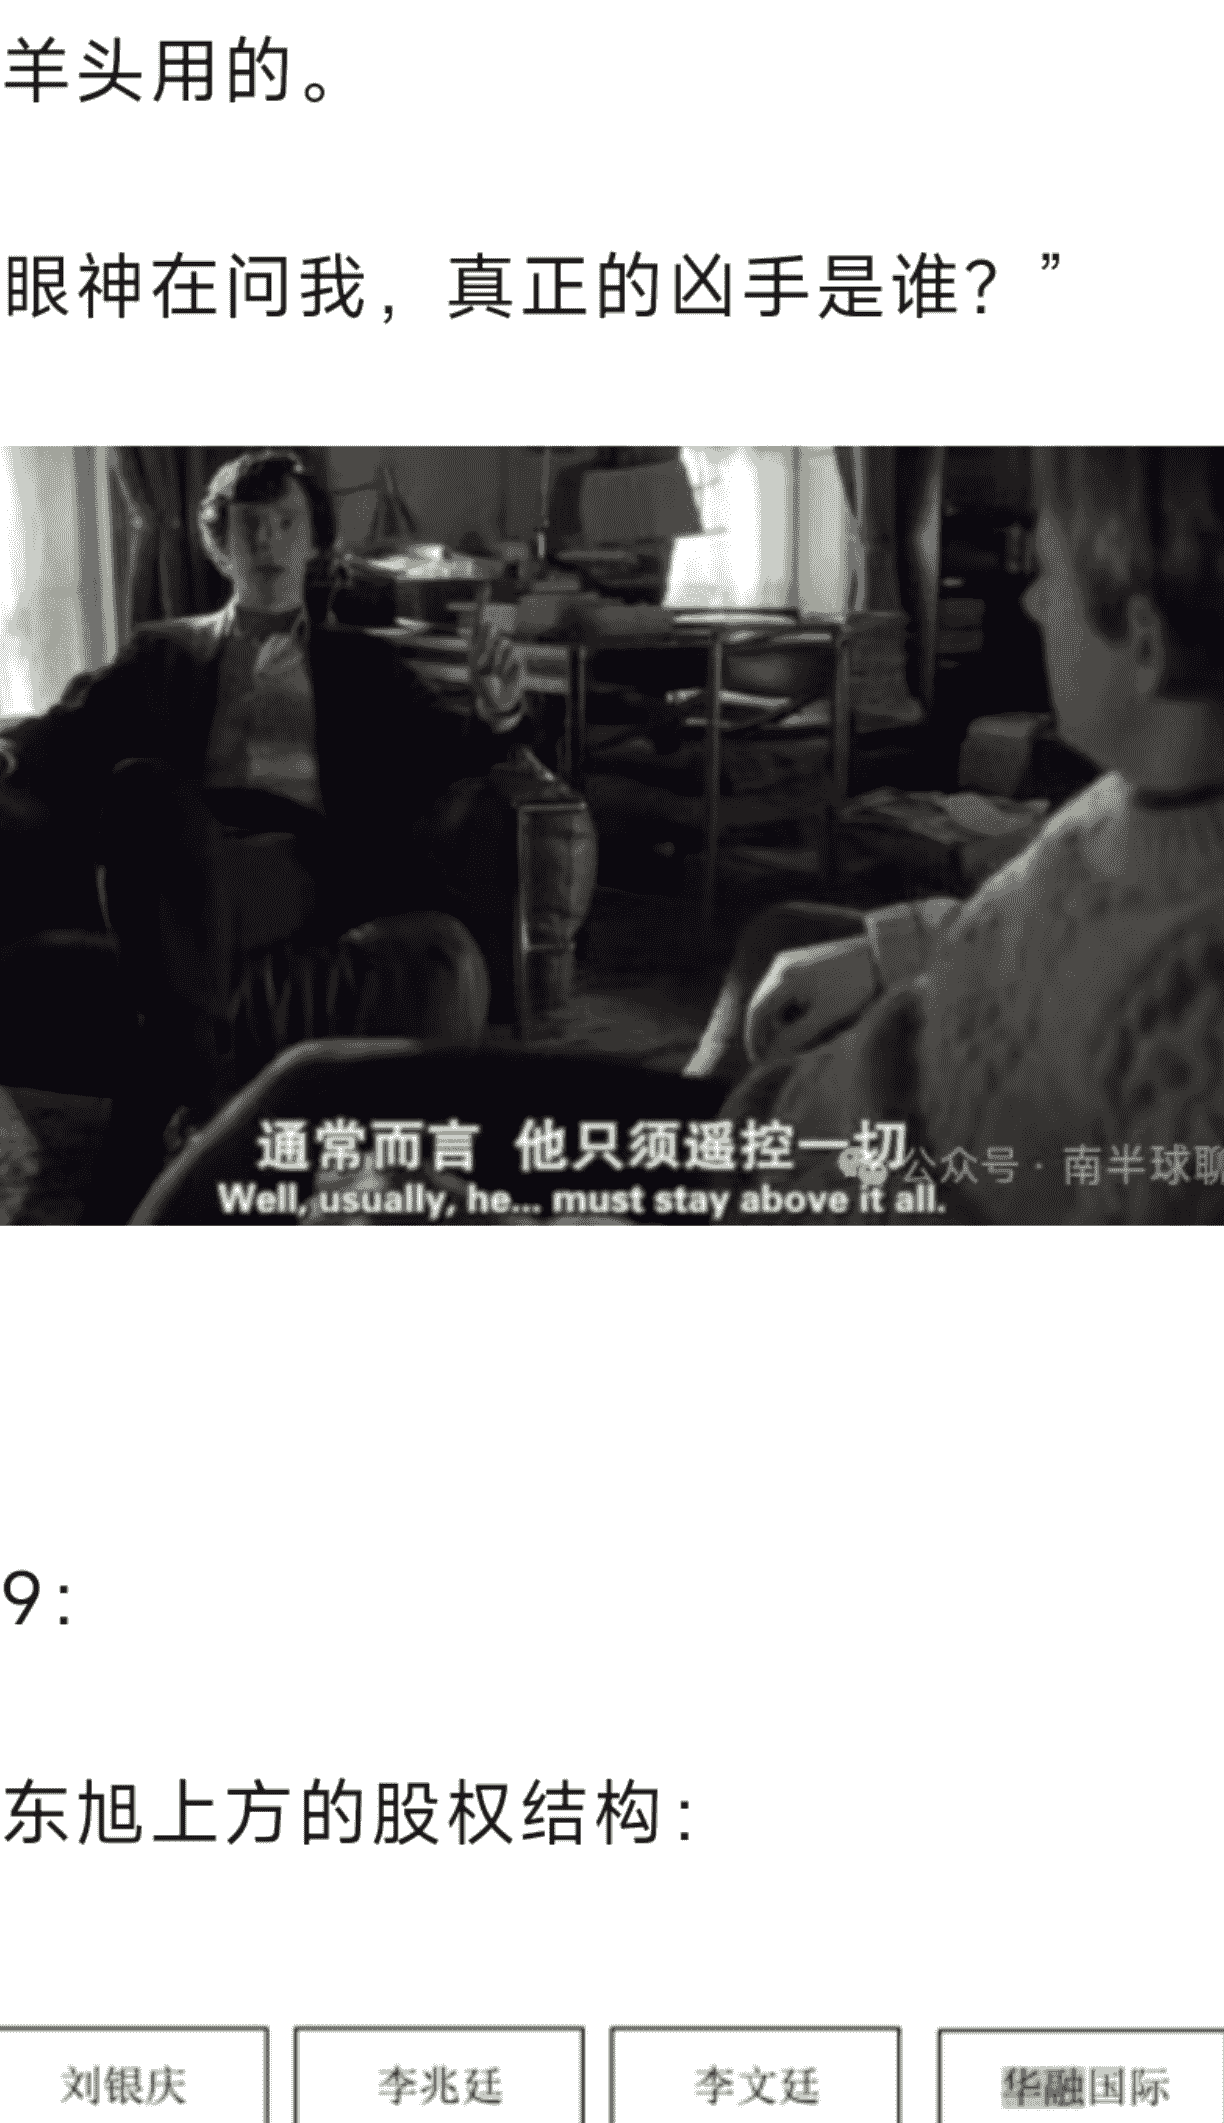 羊头用的。
眼神在问我，真正的凶手是谁？”
通常而言 他只须遥控一切
公众号 · 南半球聊
Well, usually, he... must stay above it all.
9：
东旭上方的股权结构：
刘银庆 李兆廷 李文廷 华融国际